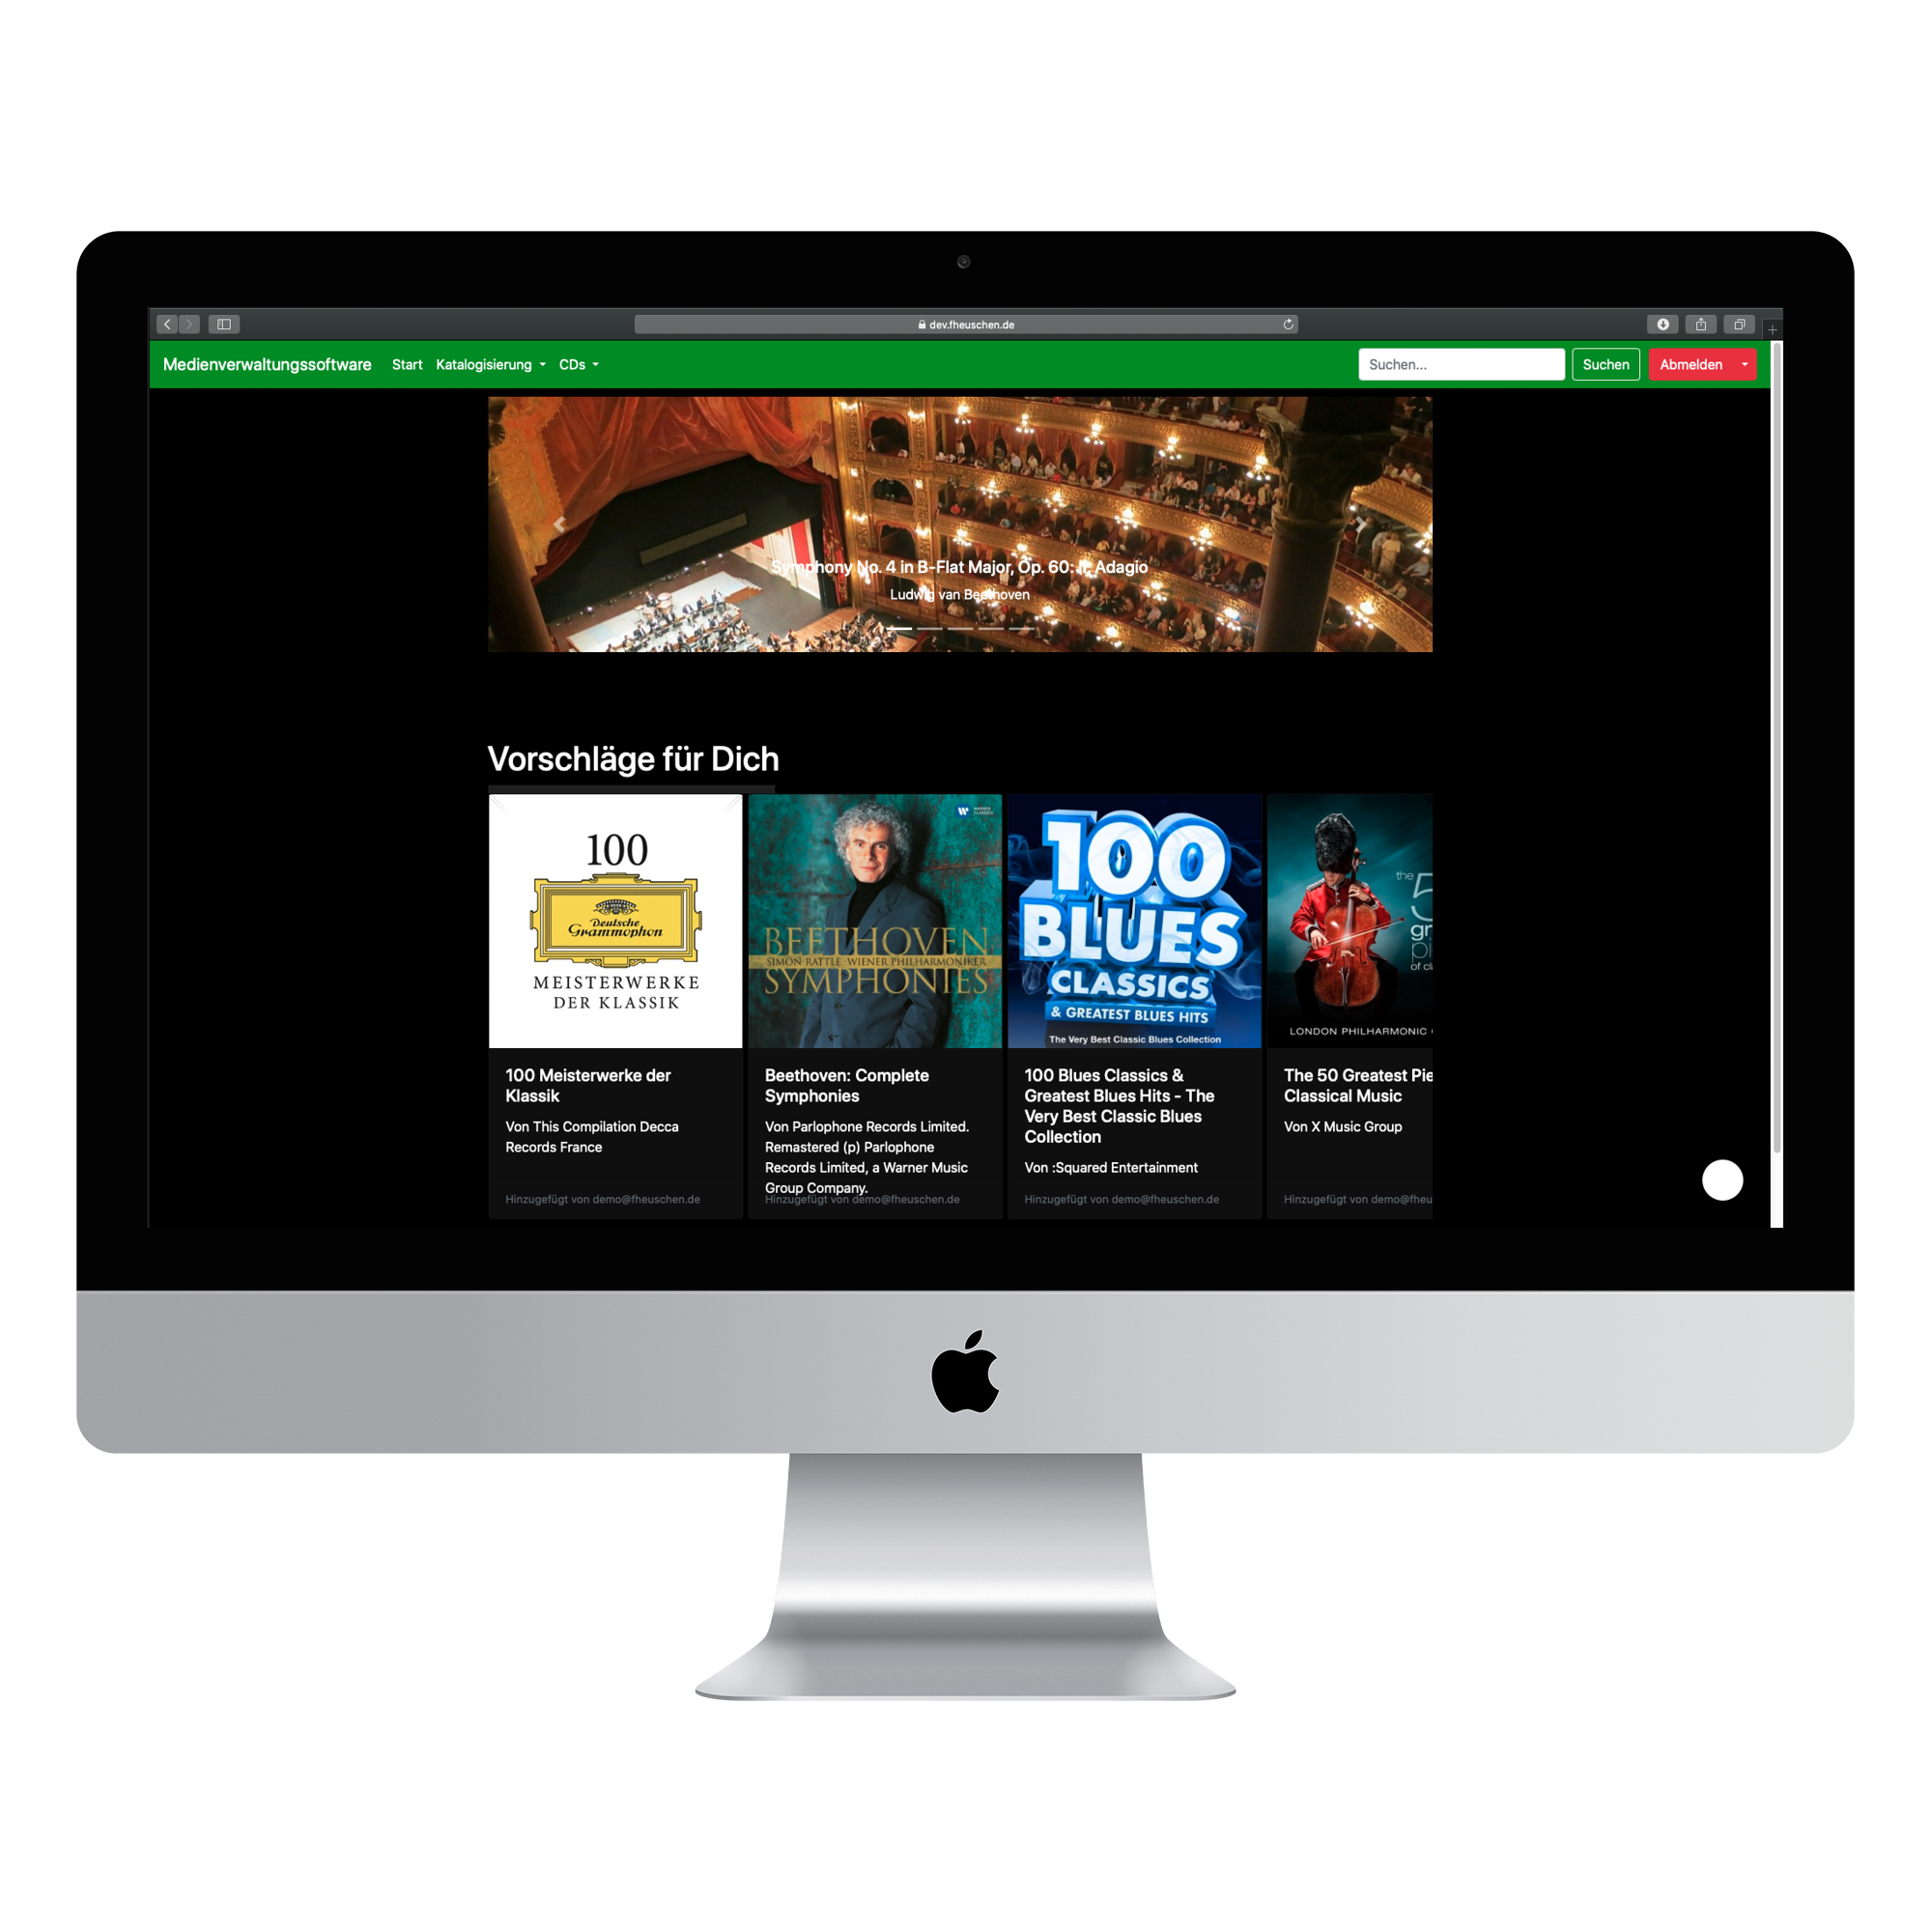 dev.fheuschen.de
Medienverwaltungssoftware Start Katalogisierung CDs Suchen... Suchen Abmelden
Symphony No. 4 in B-Flat Major, Op. 60: II. Adagio
Ludwig van Beethoven
Vorschläge für Dich
100
Deutsche
Grammophon
MEISTERWERKE
DER KLASSIK
WARNER
CLASSICS
BEETHOVEN
SIMON RATTLE · WIENER PHILHARMONIKER
SYMPHONIES
100
BLUES
CLASSICS
& GREATEST BLUES HITS
The Very Best Classic Blues Collection
the 5
gr
pi
of cl
LONDON PHILHARMONIC
100 Meisterwerke der
Klassik
Von This Compilation Decca
Records France
Hinzugefügt von demo@fheuschen.de
Beethoven: Complete
Symphonies
Von Parlophone Records Limited.
Remastered (p) Parlophone
Records Limited, a Warner Music
Group Company.
Hinzugefügt von demo@fheuschen.de
100 Blues Classics &
Greatest Blues Hits - The
Very Best Classic Blues
Collection
Von :Squared Entertainment
Hinzugefügt von demo@fheuschen.de
The 50 Greatest Pie
Classical Music
Von X Music Group
Hinzugefügt von demo@fheu